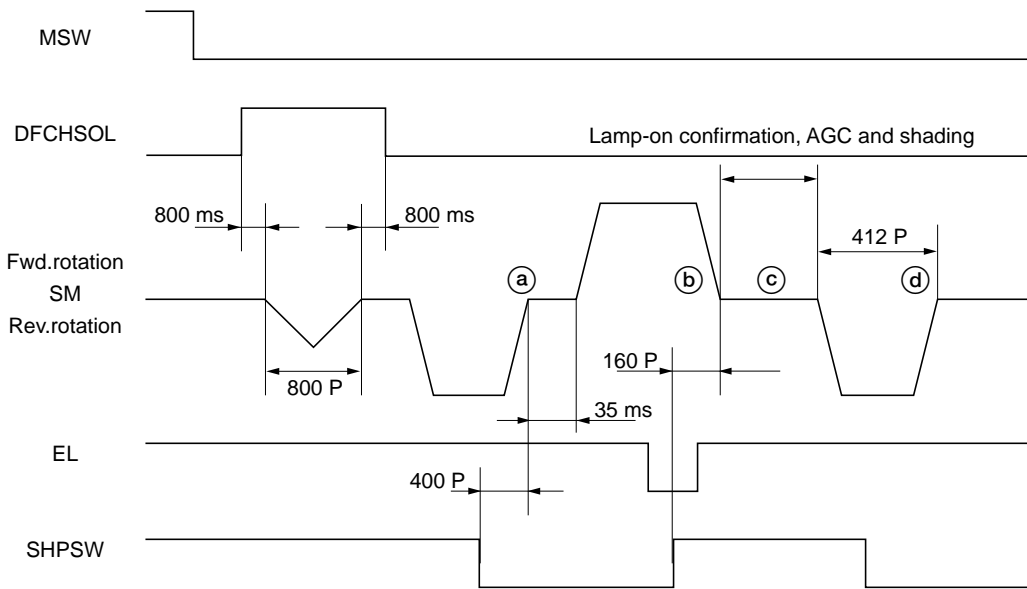 MSW
DFCHSOL
Lamp-on confirmation, AGC and shading
800 ms
800 ms
412 P
Fwd.rotation
SM
Rev.rotation
a
b
c
d
800 P
160 P
35 ms
EL
400 P
SHPSW